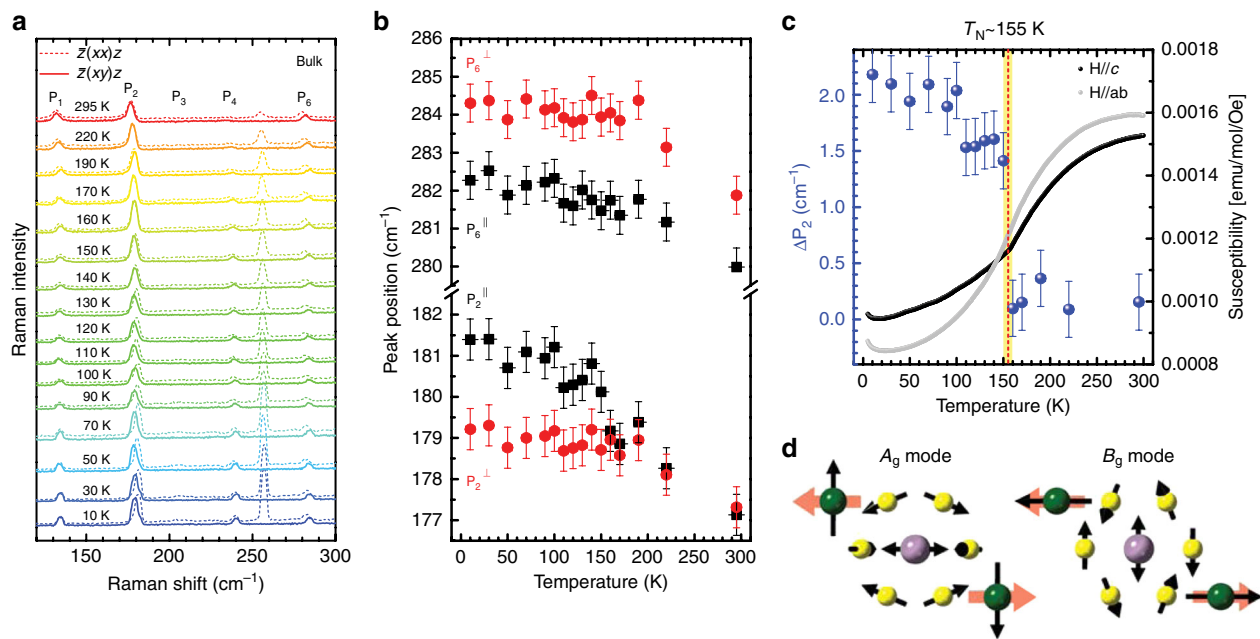 a
z̄(xx)z
z̄(xy)z
Bulk
P1 P2 P3 P4 P6
295 K
220 K
190 K
170 K
160 K
150 K
140 K
130 K
120 K
110 K
100 K
90 K
70 K
50 K
30 K
10 K
Raman intensity
150 200 250 300
Raman shift (cm⁻¹)
b
286
285
284
283
282
281
280
182
181
180
179
178
177
P6⊥
P6∥
P2∥
P2⊥
Peak position (cm⁻¹)
0 50 100 150 200 250 300
Temperature (K)
c
TN~155 K
H//c
H//ab
2.0
1.5
1.0
0.5
0.0
ΔP2 (cm⁻¹)
0.0018
0.0016
0.0014
0.0012
0.0010
0.0008
Susceptibility [emu/mol/Oe]
0 50 100 150 200 250 300
Temperature (K)
d
Ag mode
Bg mode